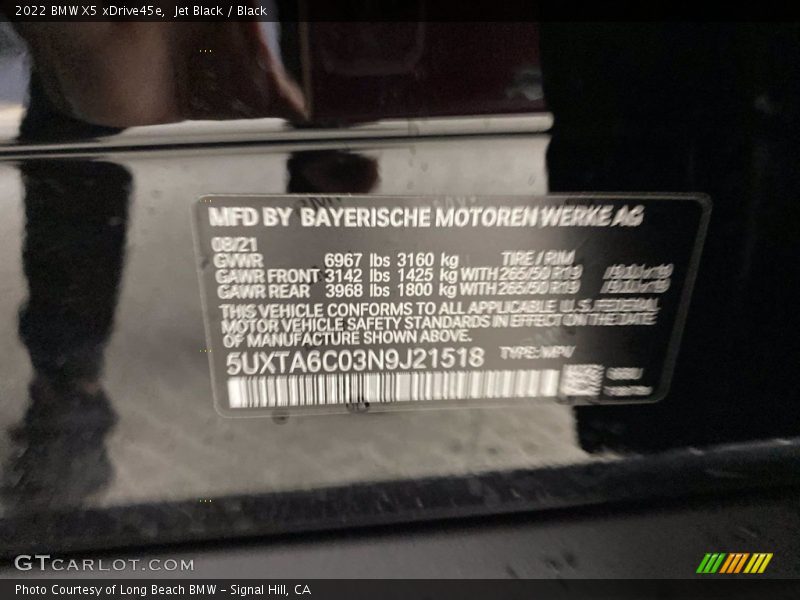 2022 BMW X5 xDrive45e,  Jet Black / Black
MFD BY BAYERISCHE MOTOREN WERKE AG
08/21
GVWR 6967 lbs 3160 kg TIRE / RIM
GAWR FRONT 3142 lbs 1425 kg WITH 265/50 R19
GAWR REAR 3968 lbs 1800 kg WITH 265/50 R19
THIS VEHICLE CONFORMS TO ALL APPLICABLE U.S. FEDERAL
MOTOR VEHICLE SAFETY STANDARDS IN EFFECT ON THE DATE
OF MANUFACTURE SHOWN ABOVE.
5UXTA6C03N9J21518 TYPE: MPV
GTCARLOT.COM
Photo Courtesy of Long Beach BMW - Signal Hill, CA